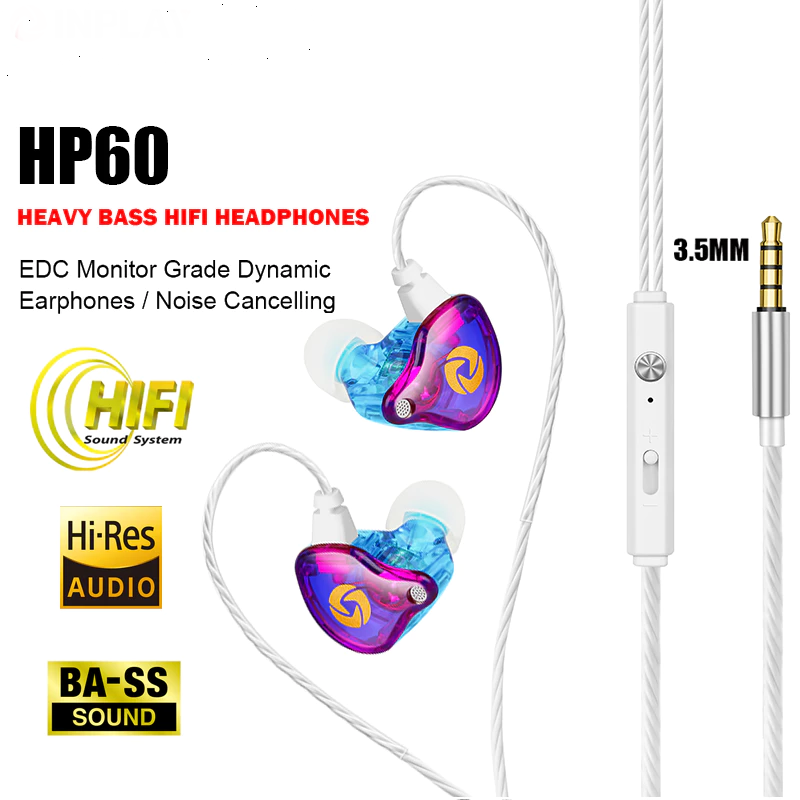 HP60
HEAVY BASS HIFI HEADPHONES
EDC Monitor Grade Dynamic
Earphones / Noise Cancelling
3.5MM
HIFI
Sound System
Hi-Res
AUDIO
BA-SS
SOUND